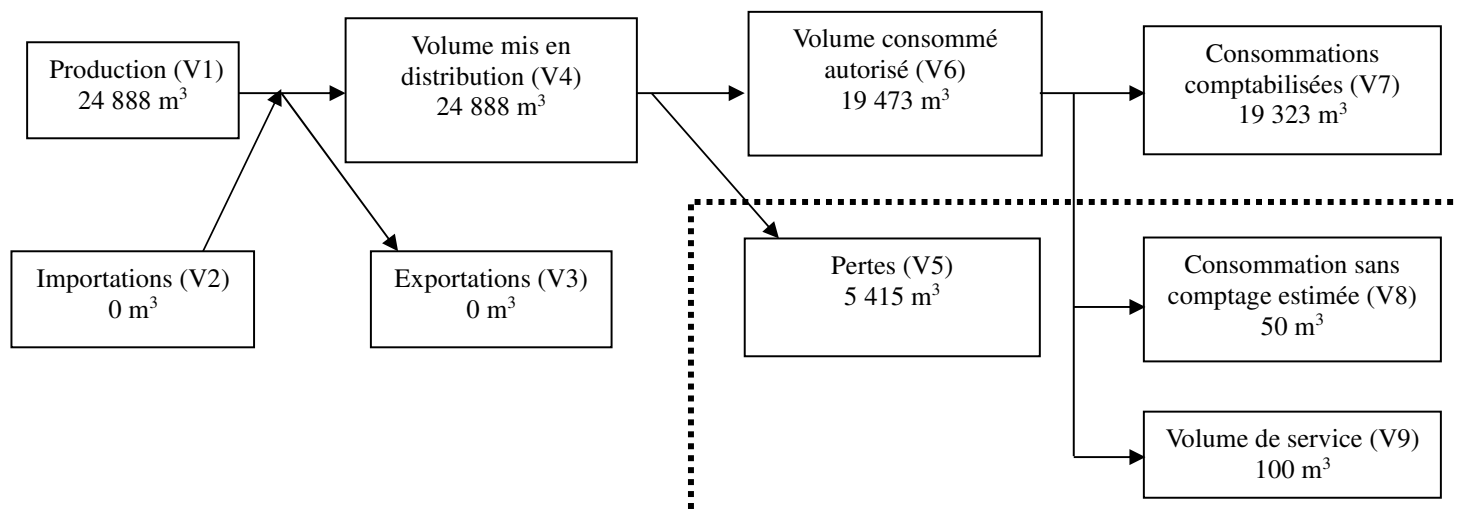 Production (V1)
24 888 m³
Volume mis en
distribution (V4)
24 888 m³
Volume consommé
autorisé (V6)
19 473 m³
Consommations
comptabilisées (V7)
19 323 m³
Importations (V2)
0 m³
Exportations (V3)
0 m³
Pertes (V5)
5 415 m³
Consommation sans
comptage estimée (V8)
50 m³
Volume de service (V9)
100 m³